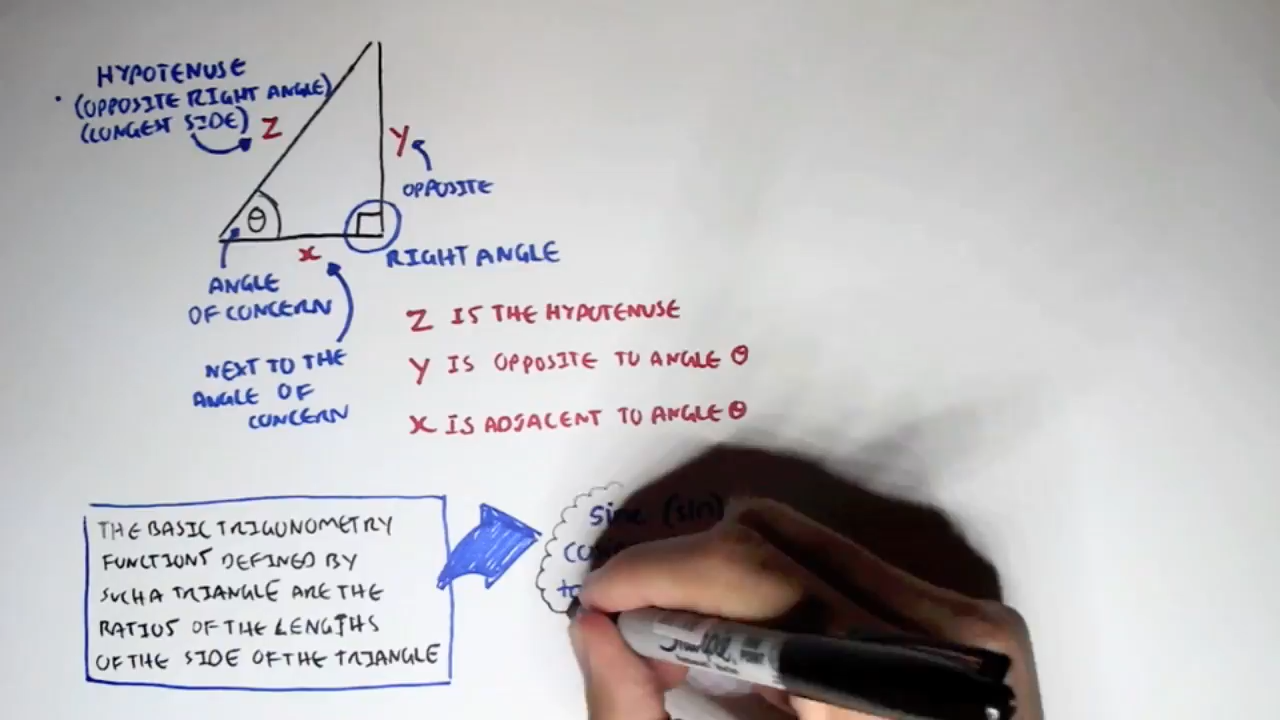 HYPOTENUSE
(OPPOSITE RIGHT ANGLE)
(LONGEST SIDE)
Z
Y
OPPOSITE
θ
x
RIGHT ANGLE
ANGLE
OF CONCERN
NEXT TO THE
ANGLE OF
CONCERN
Z IS THE HYPOTENUSE
Y IS OPPOSITE TO ANGLE θ
X IS ADJACENT TO ANGLE θ
THE BASIC TRIGONOMETRY
FUNCTIONS DEFINED BY
SUCH A TRIANGLE ARE THE
RATIOS OF THE LENGTHS
OF THE SIDE OF THE TRIANGLE
sine (sin)
Sharpie